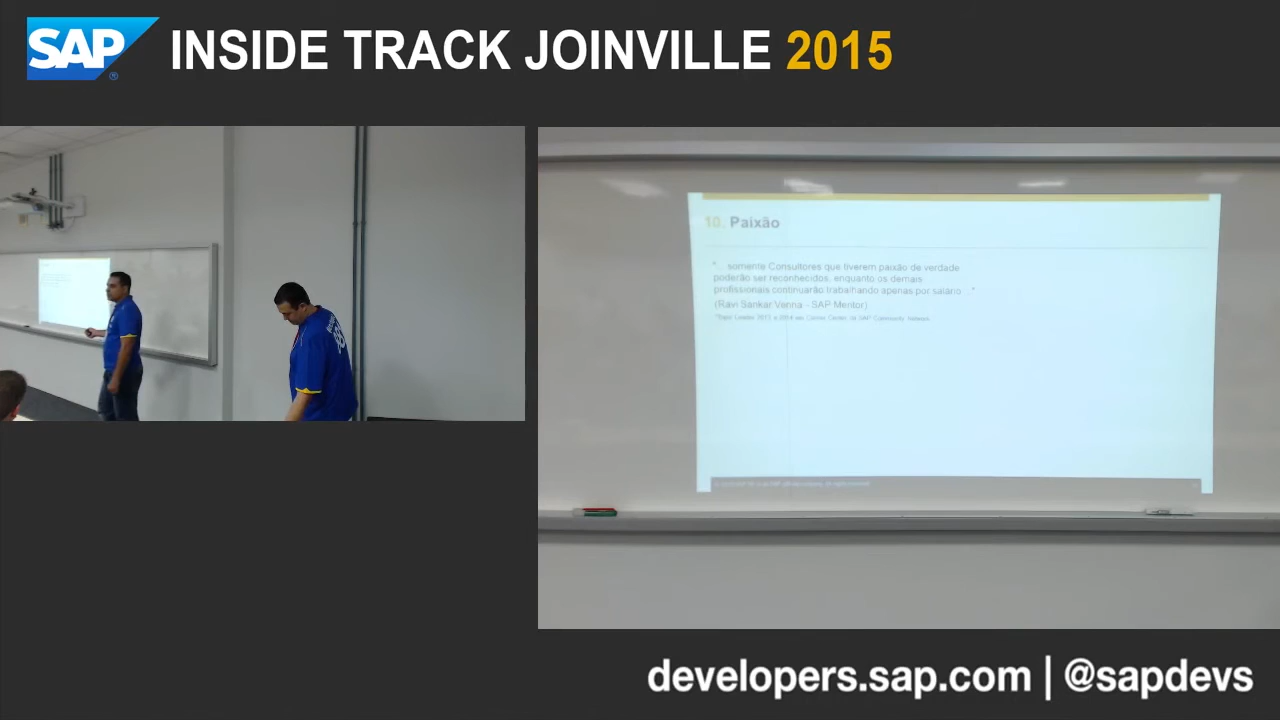 SAP
INSIDE TRACK JOINVILLE 2015
10. Paixão
"... somente Consultores que tiverem paixão de verdade
poderão ser reconhecidos, enquanto os demais
profissionais continuarão trabalhando apenas por salário ..."
(Ravi Sankar Venna - SAP Mentor)
developers.sap.com | @sapdevs